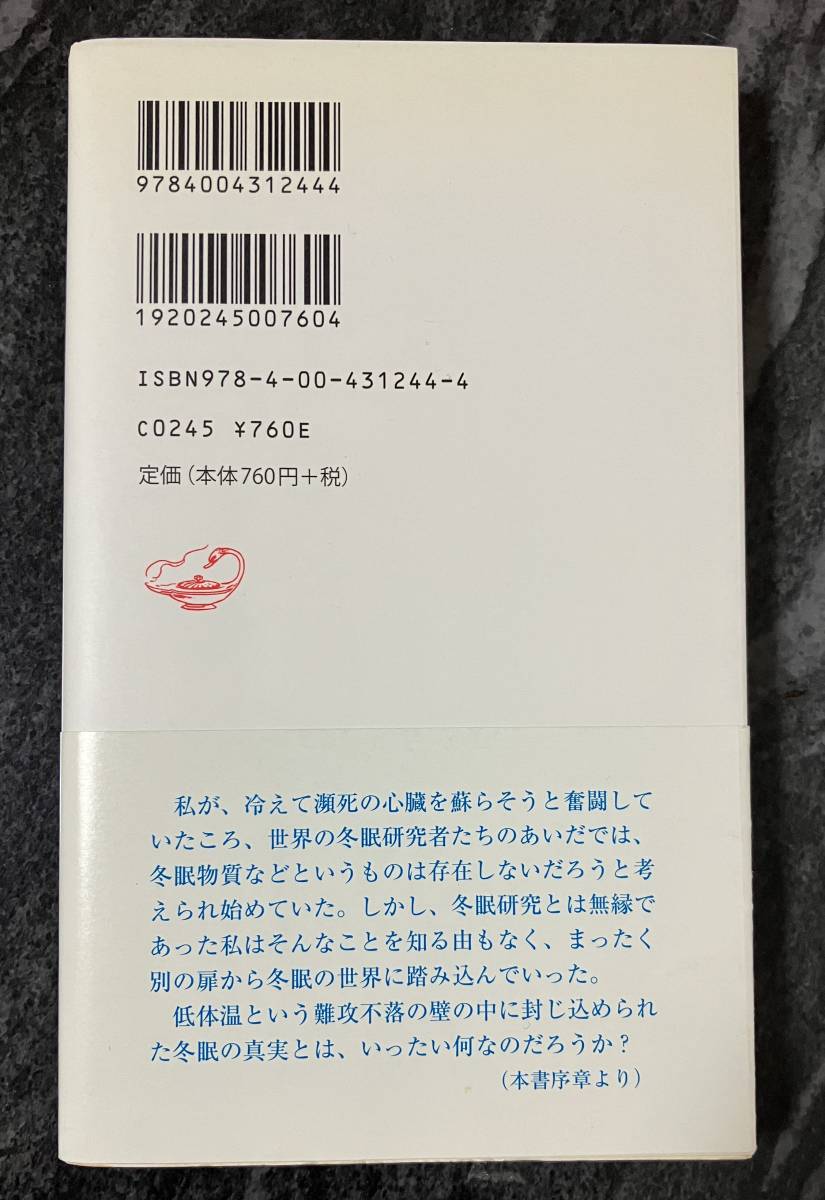 9784004312444
1920245007604
ISBN978-4-00-431244-4
C0245 ¥760E
定価（本体760円＋税）
私が、冷えて瀕死の心臓を蘇らそうと奮闘して
いたころ、世界の冬眠研究者たちのあいだでは、
冬眠物質などというものは存在しないだろうと考
えられ始めていた。しかし、冬眠研究とは無縁で
あった私はそんなことを知る由もなく、まったく
別の扉から冬眠の世界に踏み込んでいった。
低体温という難攻不落の壁の中に封じ込められ
た冬眠の真実とは、いったい何なのだろうか？
（本書序章より）